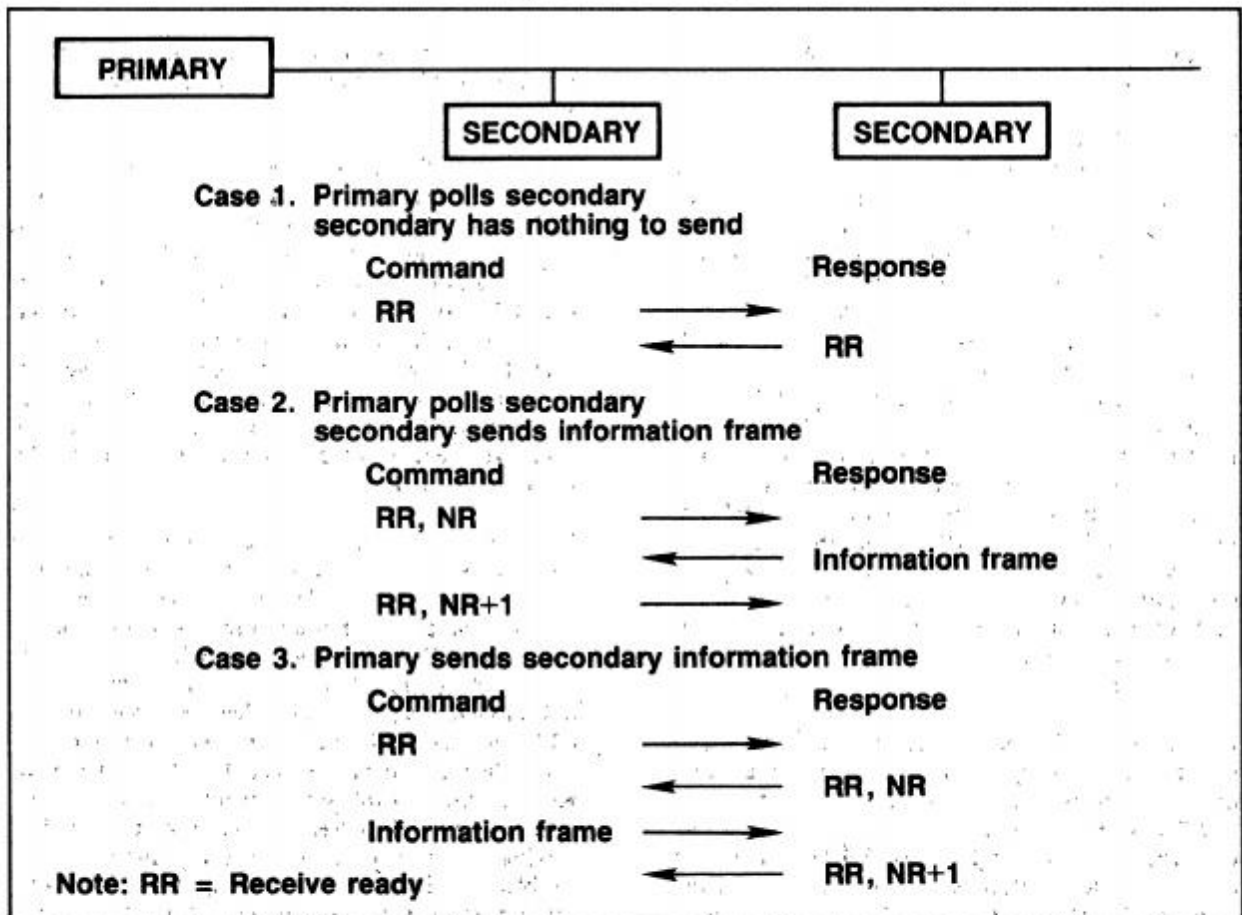 PRIMARY
SECONDARY SECONDARY
Case 1. Primary polls secondary
secondary has nothing to send
Command Response
RR
RR
Case 2. Primary polls secondary
secondary sends information frame
Command Response
RR, NR
Information frame
RR, NR+1
Case 3. Primary sends secondary information frame
Command Response
RR
RR, NR
Information frame
RR, NR+1
Note: RR = Receive ready